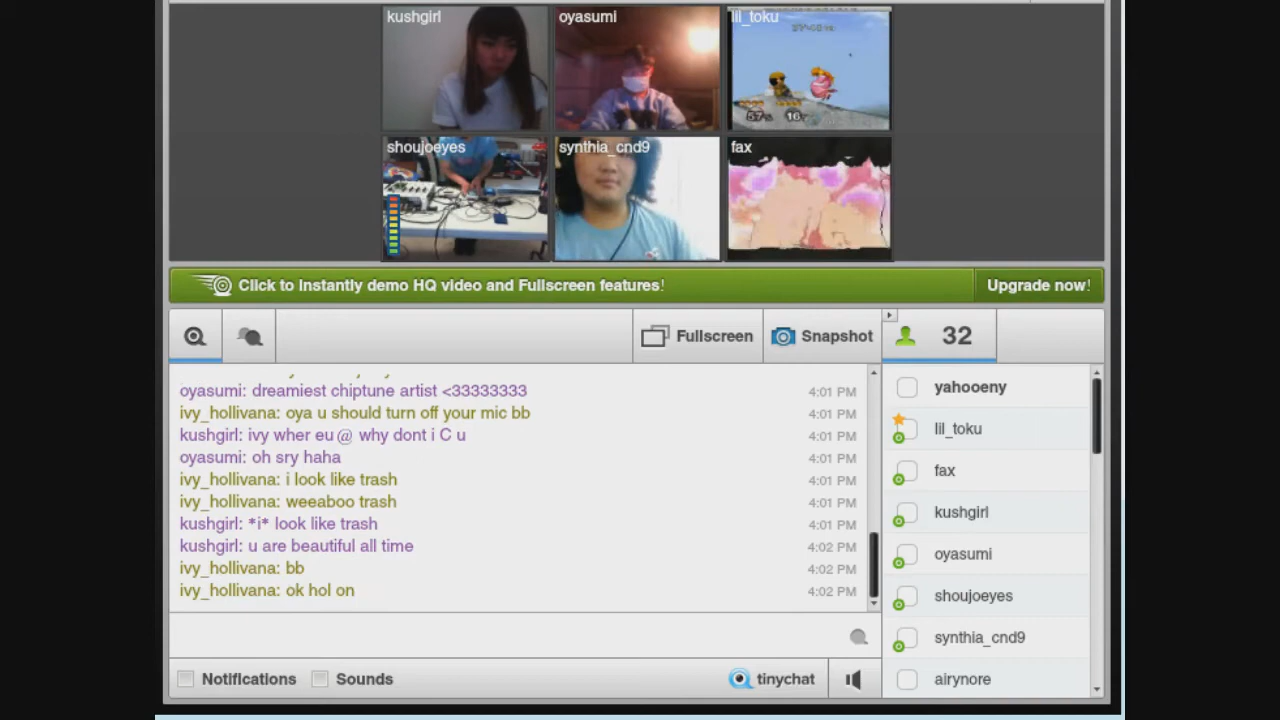 kushgirl
oyasumi
lil_toku
57%
shoujoeyes
synthia_cnd9
fax
Click to instantly demo HQ video and Fullscreen features!
Upgrade now!
Fullscreen
Snapshot
32
oyasumi: dreamiest chiptune artist <33333333 4:01 PM
ivy_hollivana: oya u should turn off your mic bb 4:01 PM
kushgirl: ivy wher eu@ why dont i C u 4:01 PM
oyasumi: oh sry haha 4:01 PM
ivy_hollivana: i look like trash 4:01 PM
ivy_hollivana: weeaboo trash 4:01 PM
kushgirl: *i* look like trash 4:01 PM
kushgirl: u are beautiful all time 4:02 PM
ivy_hollivana: bb 4:02 PM
ivy_hollivana: ok hol on 4:02 PM
yahooeny
lil_toku
fax
kushgirl
oyasumi
shoujoeyes
synthia_cnd9
airynore
Notifications
Sounds
tinychat